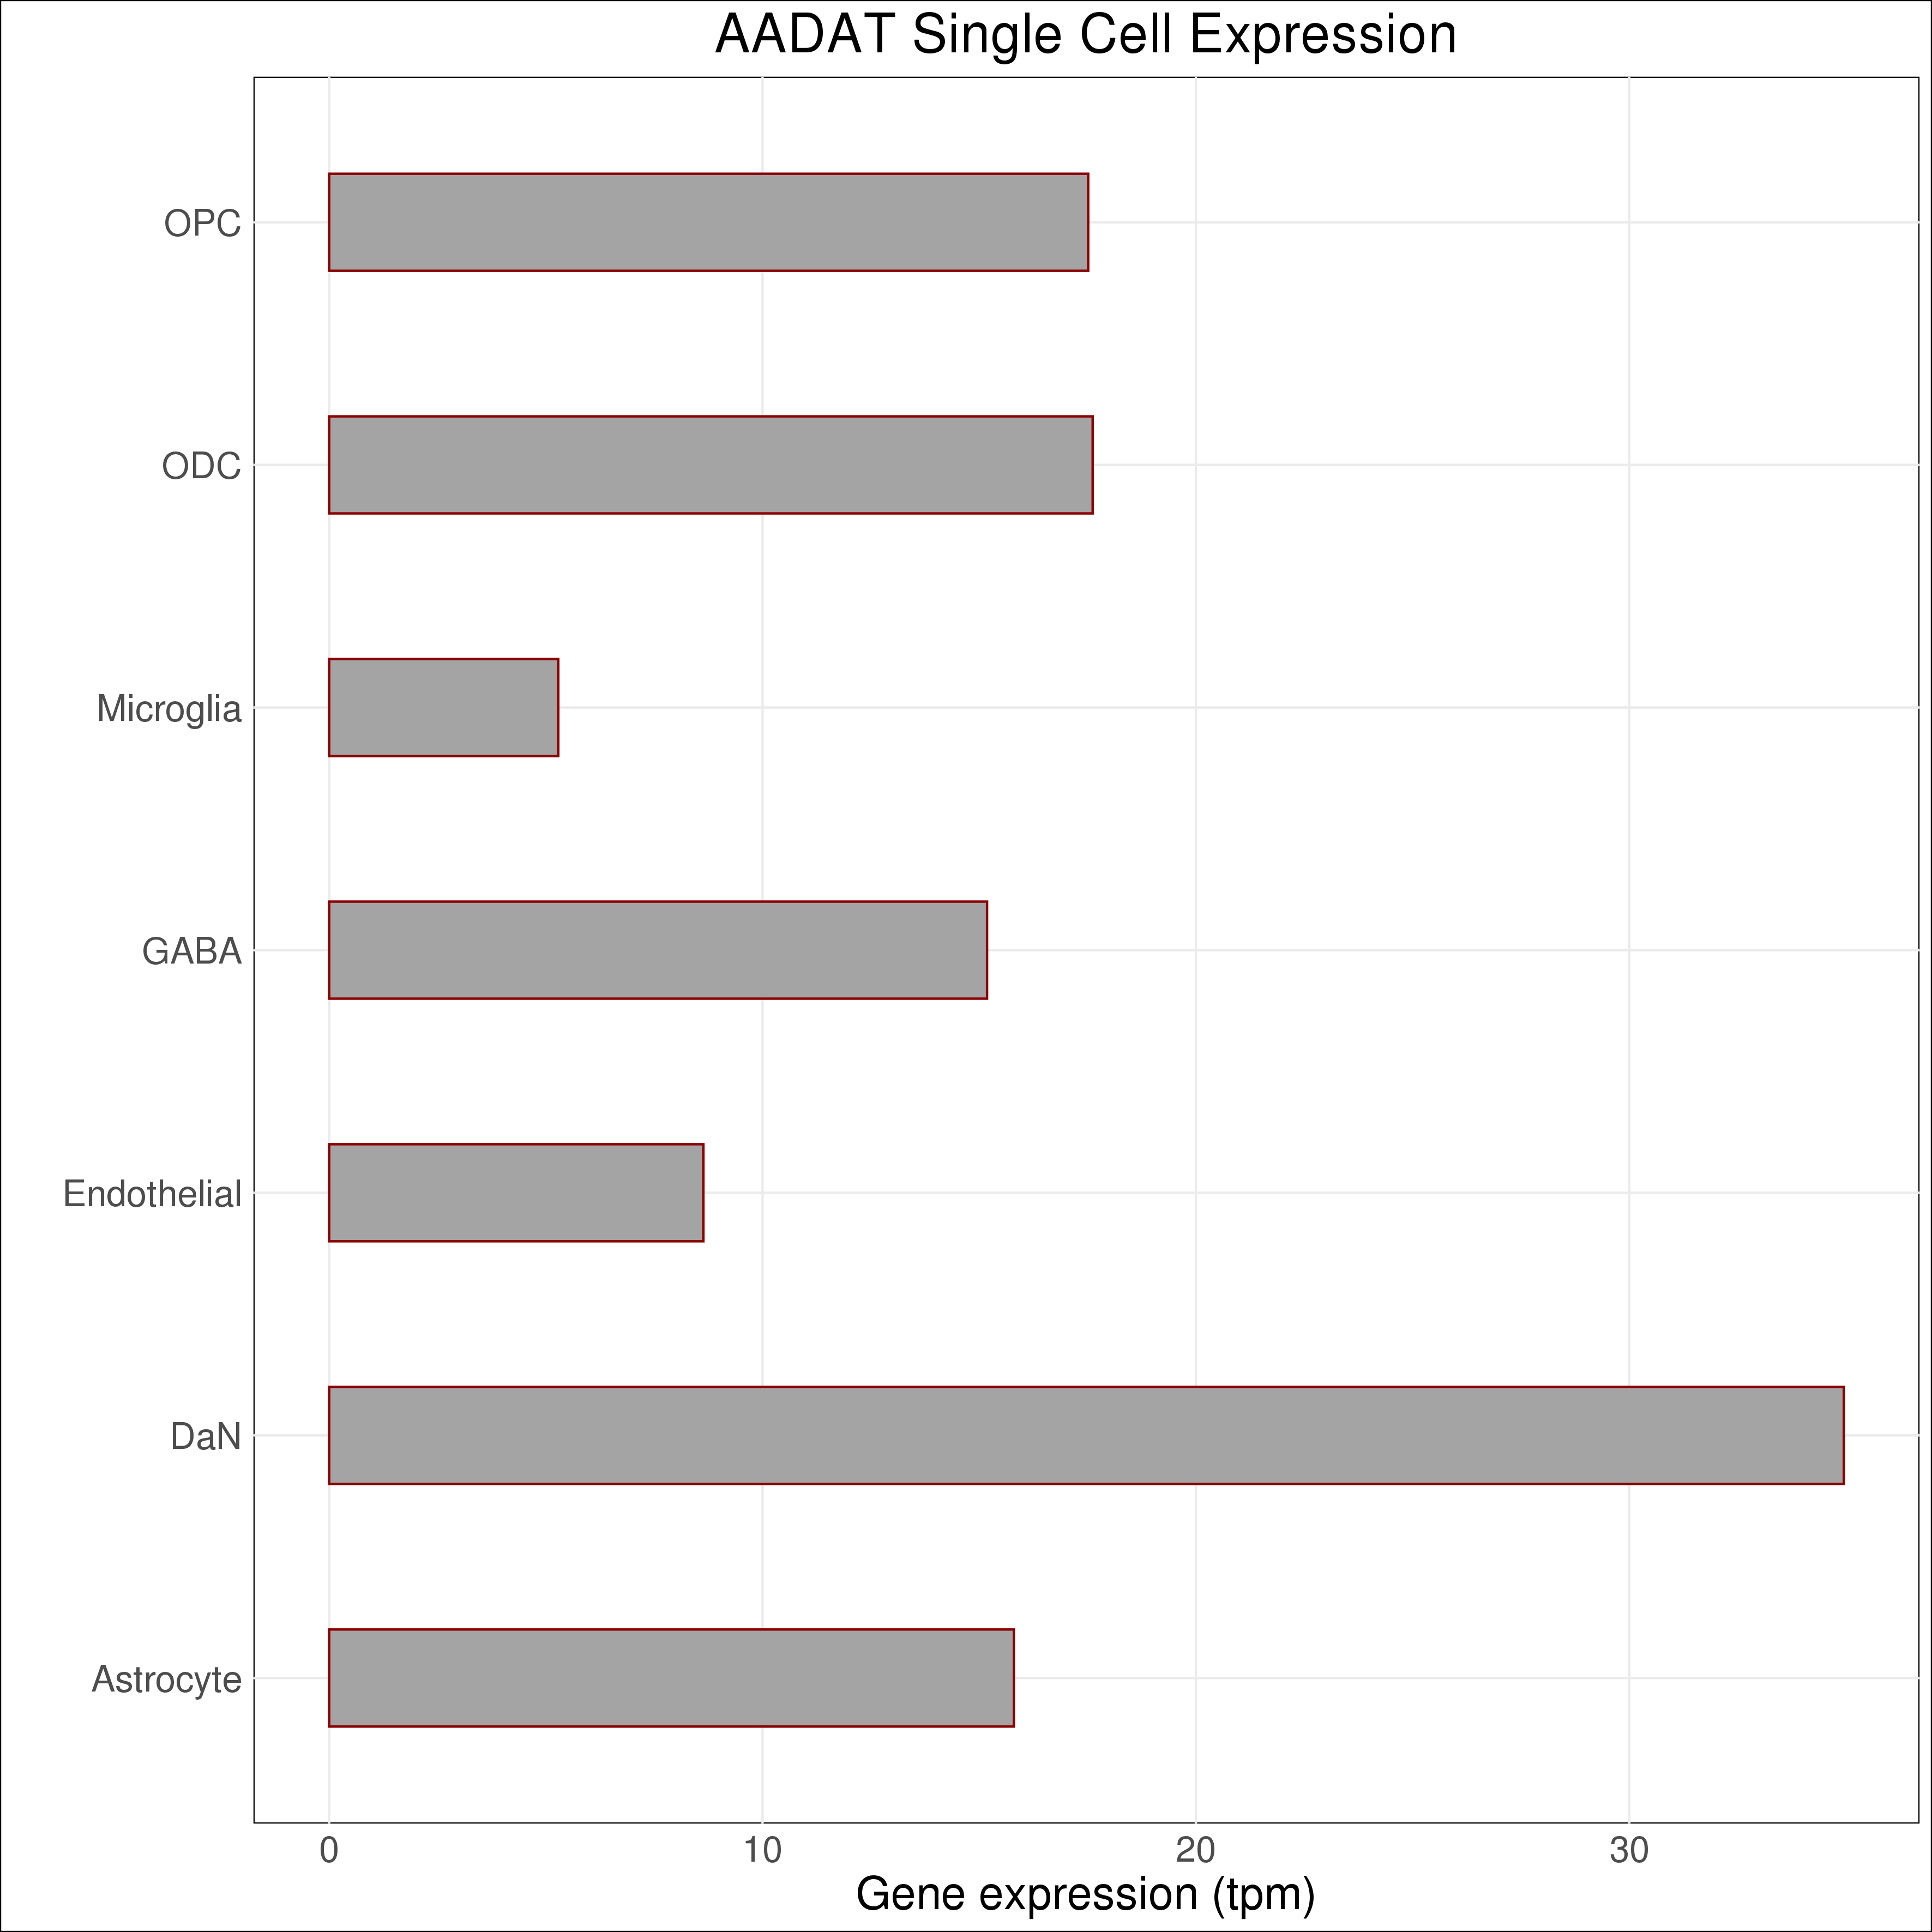 AADAT Single Cell Expression
OPC
ODC
Microglia
GABA
Endothelial
DaN
Astrocyte
0 10 20 30
Gene expression (tpm)